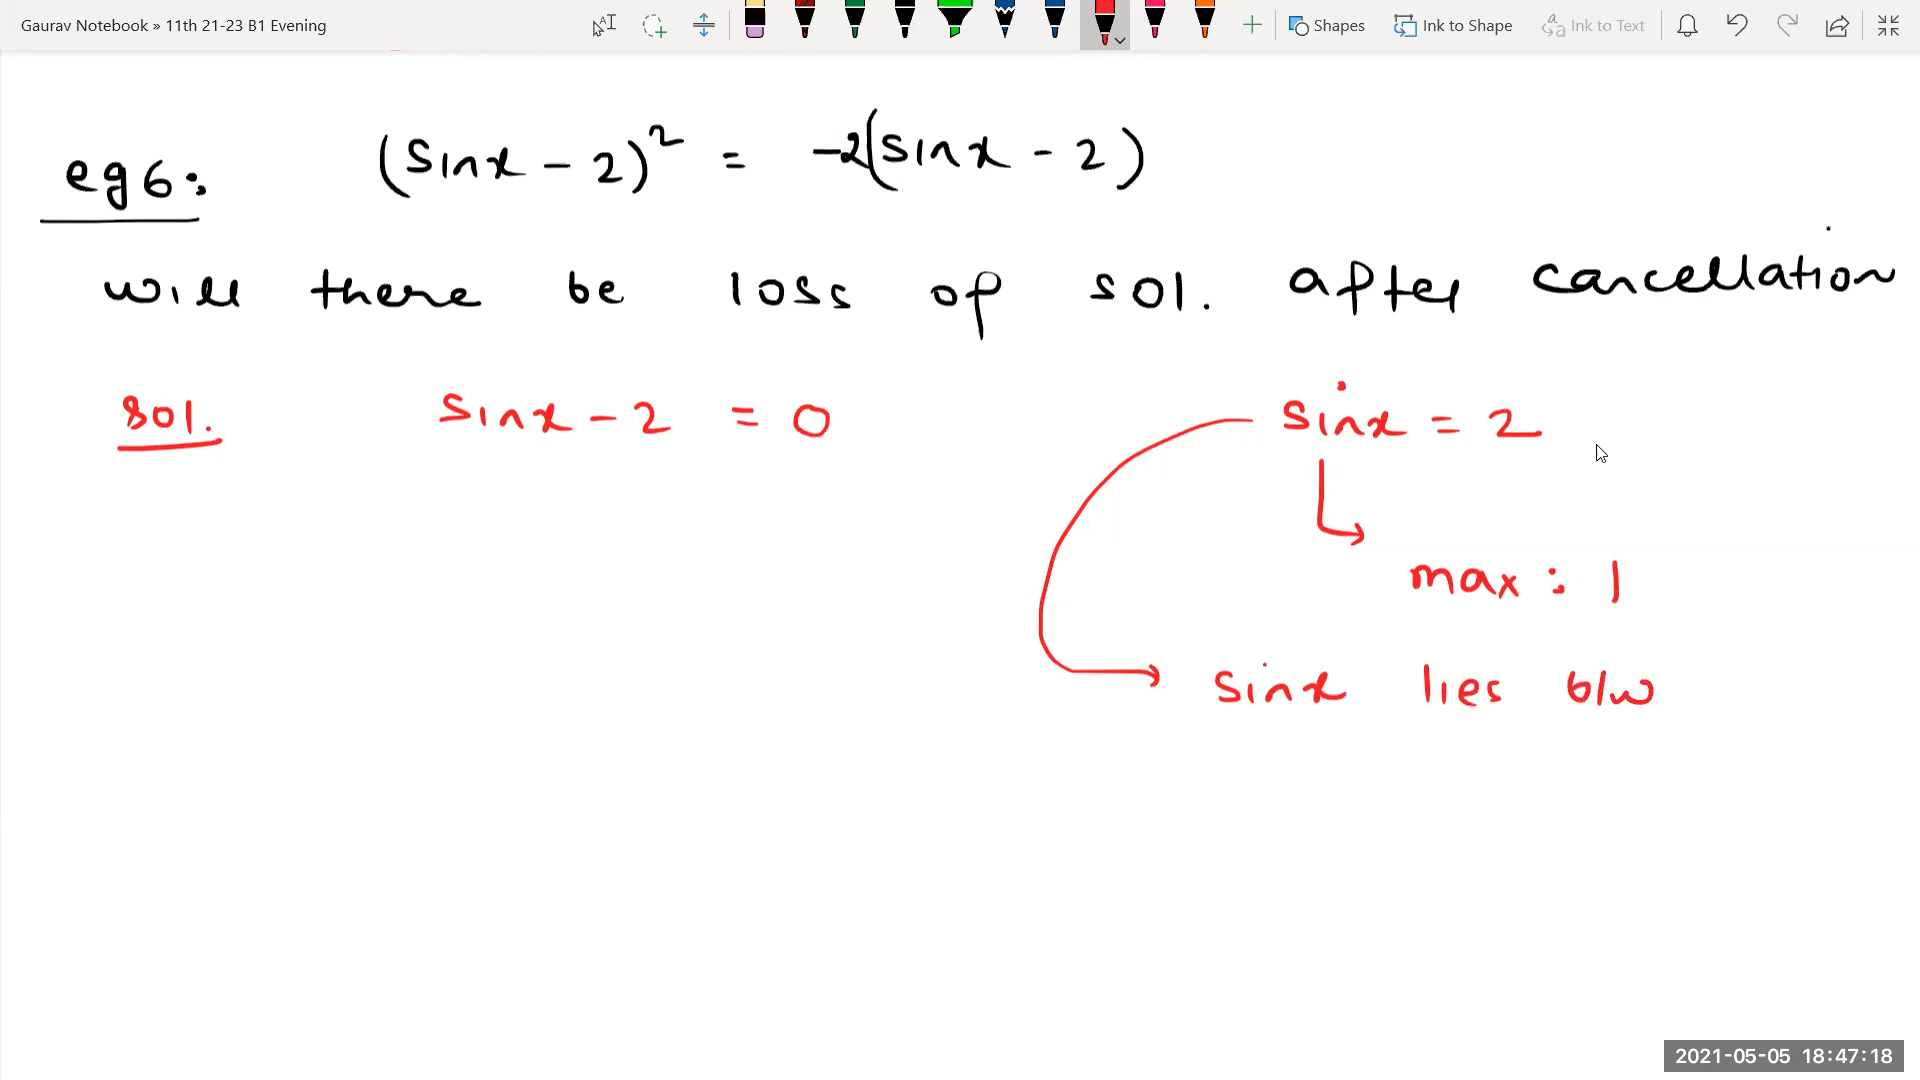 Gaurav Notebook » 11th 21-23 B1 Evening
Shapes
Ink to Shape
Ink to Text
eg 6: (sinx - 2)² = -2(sinx - 2)
will there be loss of sol. after cancellation
sol. sinx - 2 = 0 sinx = 2
max : 1
sinx lies b/w
2021-05-05 18:47:18